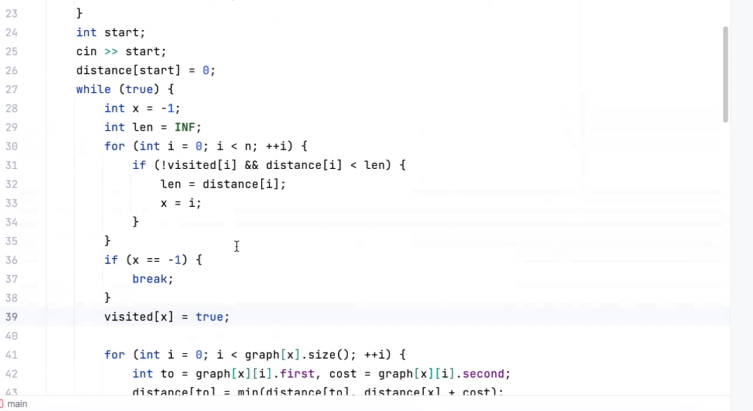 23 }
24 int start;
25 cin >> start;
26 distance[start] = 0;
27 while (true) {
28 int x = -1;
29 int len = INF;
30 for (int i = 0; i < n; ++i) {
31 if (!visited[i] && distance[i] < len) {
32 len = distance[i];
33 x = i;
34 }
35 }
36 if (x == -1) {
37 break;
38 }
39 visited[x] = true;
40
41 for (int i = 0; i < graph[x].size(); ++i) {
42 int to = graph[x][i].first, cost = graph[x][i].second;
43 distance[to] = min(distance[to], distance[x] + cost);
main